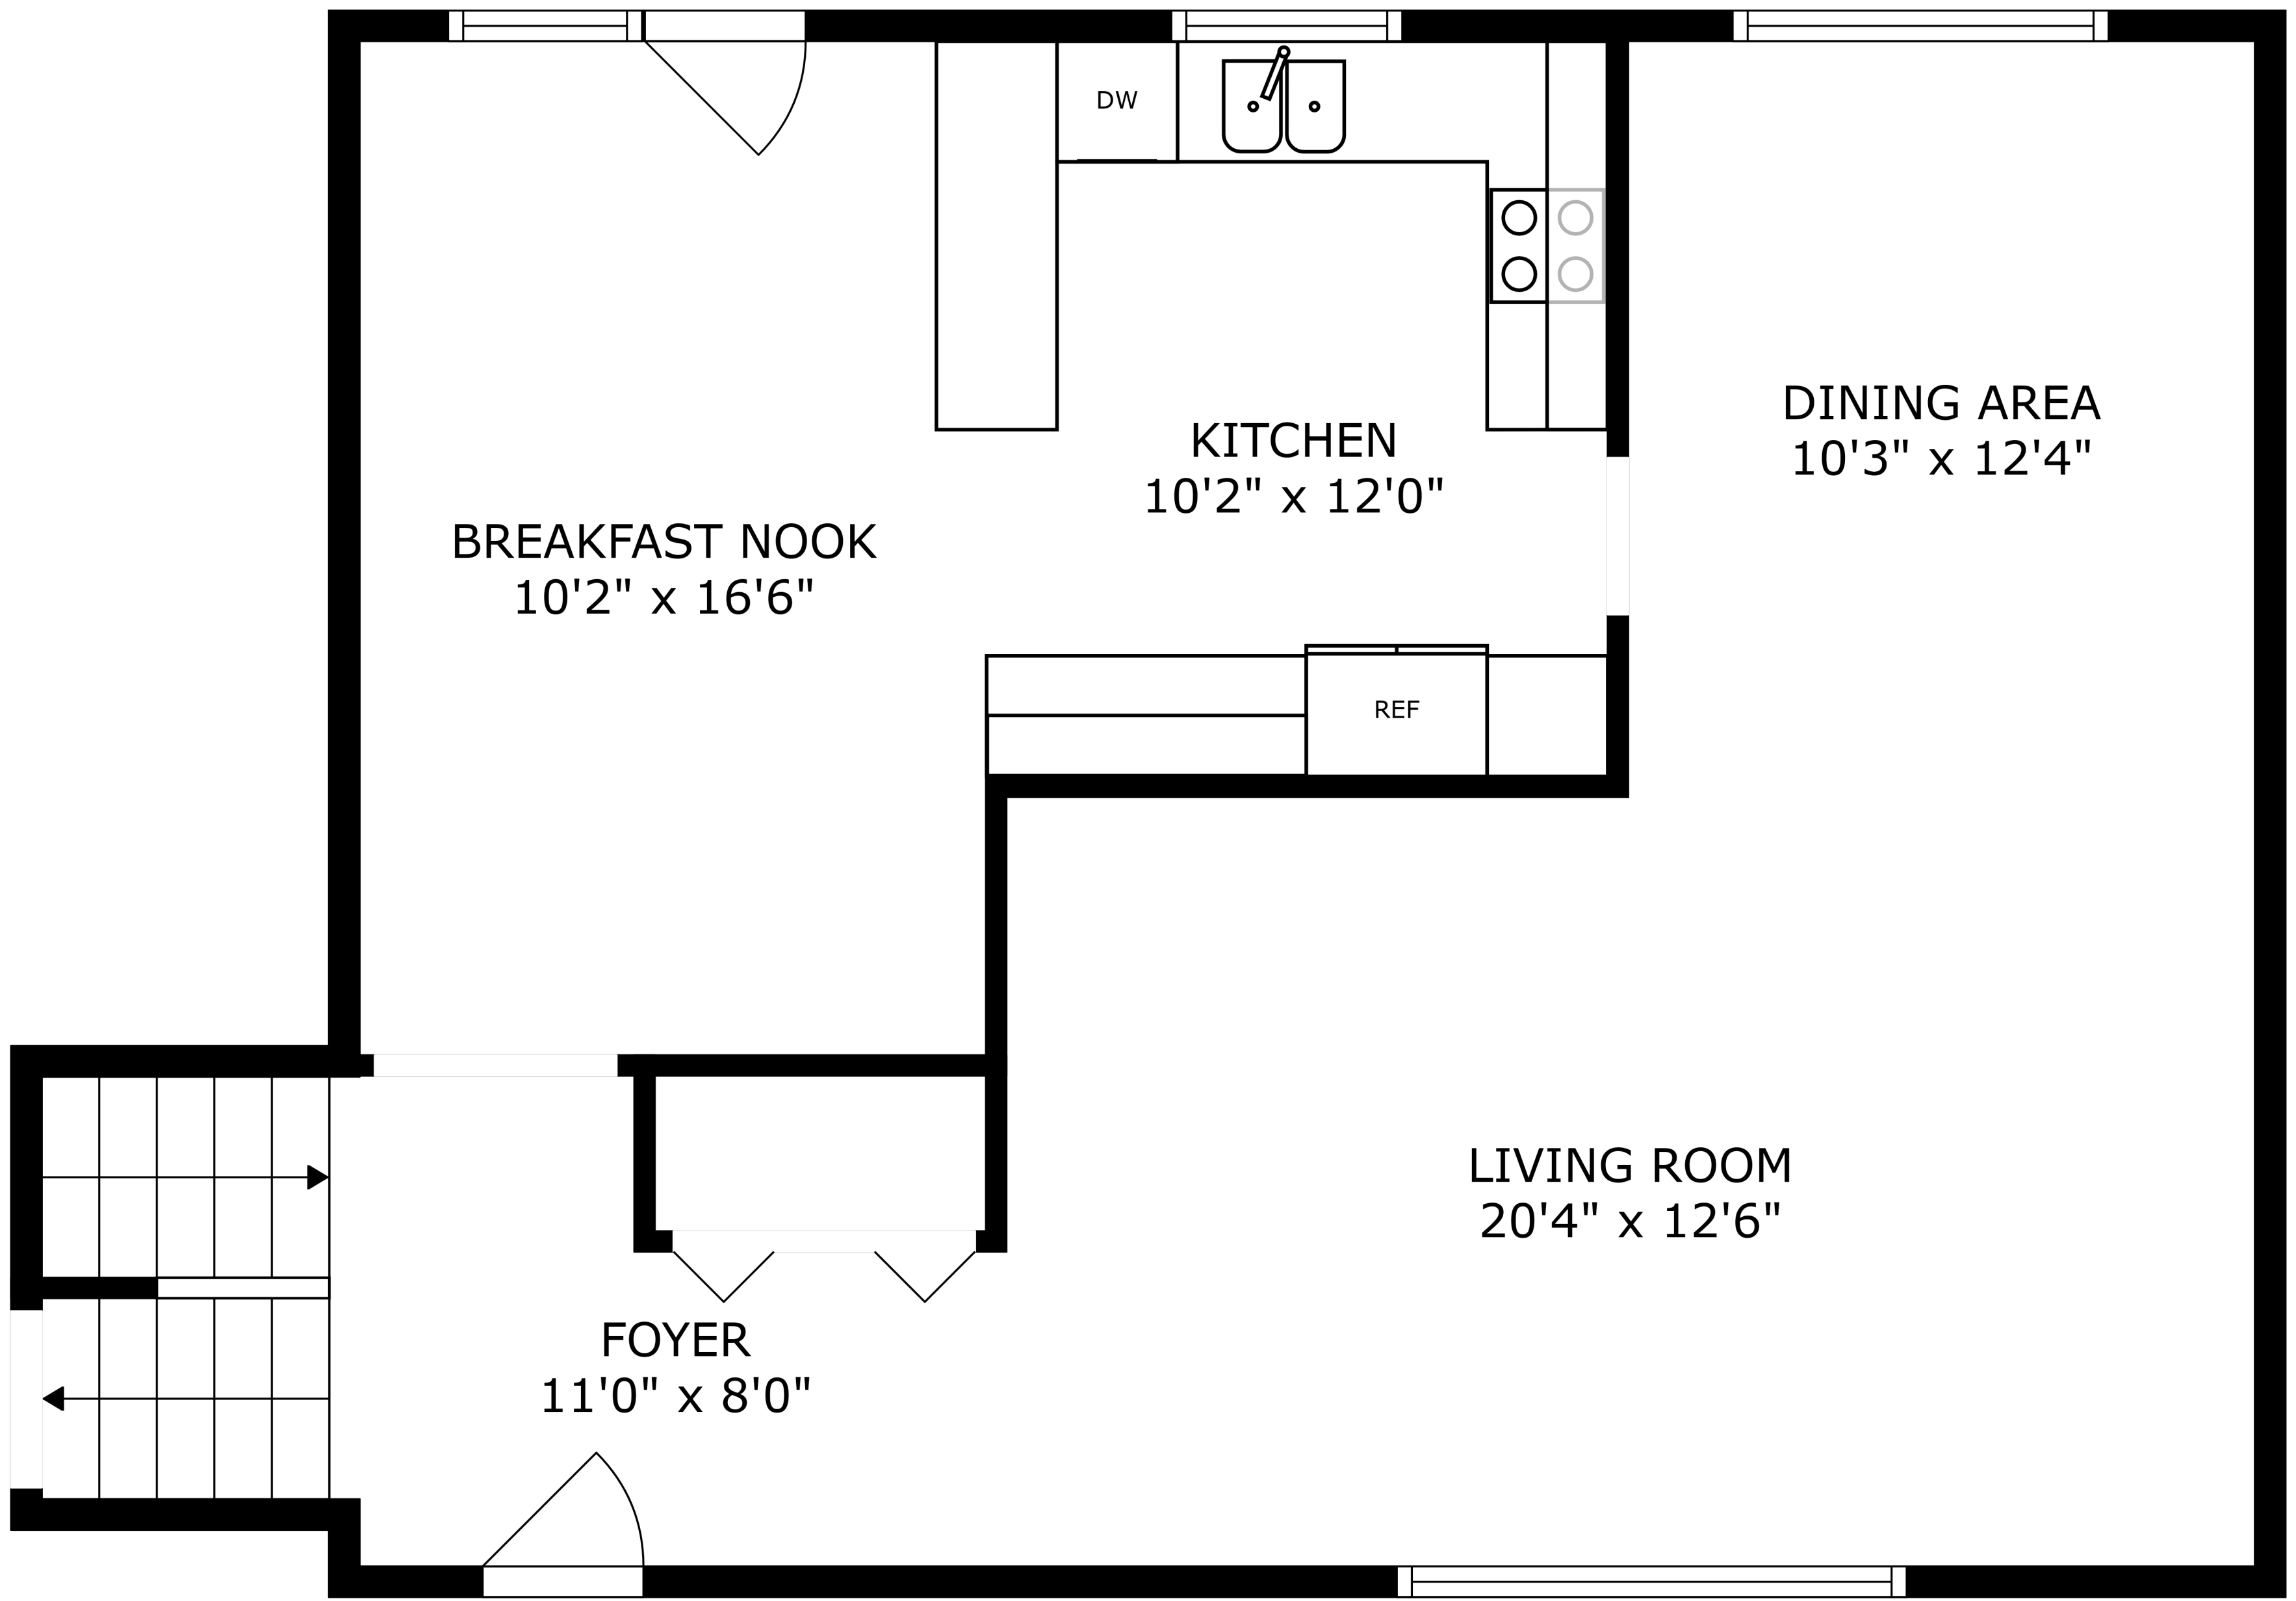 DW
DINING AREA
10'3" x 12'4"
KITCHEN
10'2" x 12'0"
BREAKFAST NOOK
10'2" x 16'6"
REF
LIVING ROOM
20'4" x 12'6"
FOYER
11'0" x 8'0"